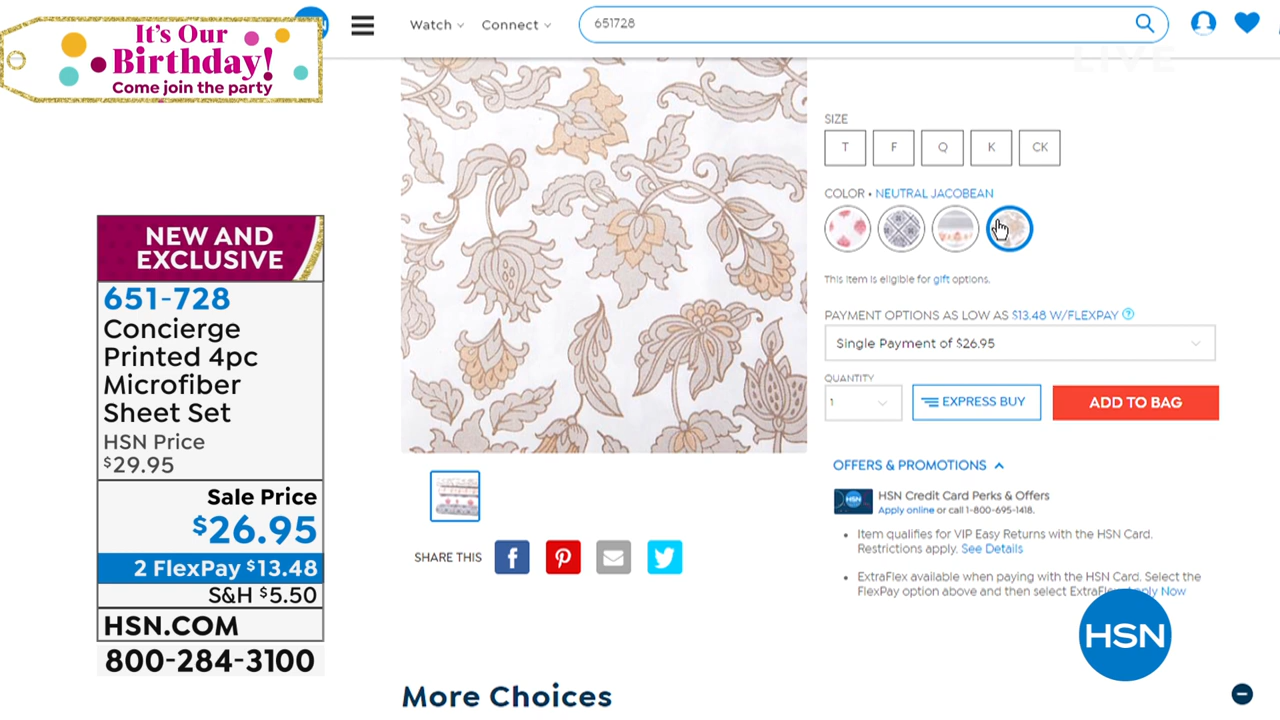 It's Our
Birthday!
Come join the party
Watch
Connect
651728
LIVE
NEW AND
EXCLUSIVE
651-728
Concierge
Printed 4pc
Microfiber
Sheet Set
HSN Price
$29.95
Sale Price
$26.95
2 FlexPay $13.48
S&H $5.50
HSN.COM
800-284-3100
SHARE THIS
SIZE
T F Q K CK
COLOR • NEUTRAL JACOBEAN
This item is eligible for gift options.
PAYMENT OPTIONS AS LOW AS $13.48 W/FLEXPAY ?
Single Payment of $26.95
QUANTITY
1
EXPRESS BUY
ADD TO BAG
OFFERS & PROMOTIONS
HSN
HSN Credit Card Perks & Offers
Apply online or call 1-800-695-1418.
• Item qualifies for VIP Easy Returns with the HSN Card.
Restrictions apply. See Details
• ExtraFlex available when paying with the HSN Card. Select the
FlexPay option above and then select Now
HSN
More Choices